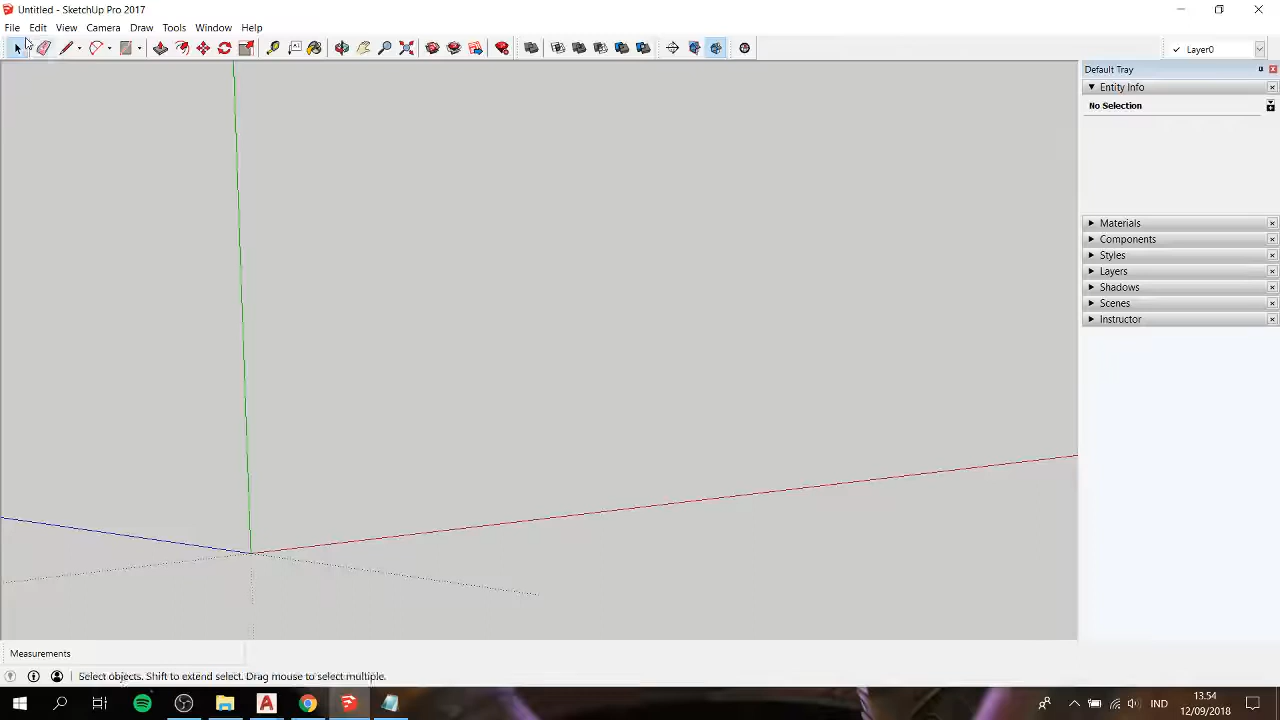 Untitled - SketchUp Pro 2017
File Edit View Camera Draw Tools Window Help
Layer0
Default Tray
Entity Info
No Selection
Materials
Components
Styles
Layers
Shadows
Scenes
Instructor
Measurements
Select objects. Shift to extend select. Drag mouse to select multiple.
13.54
IND
12/09/2018